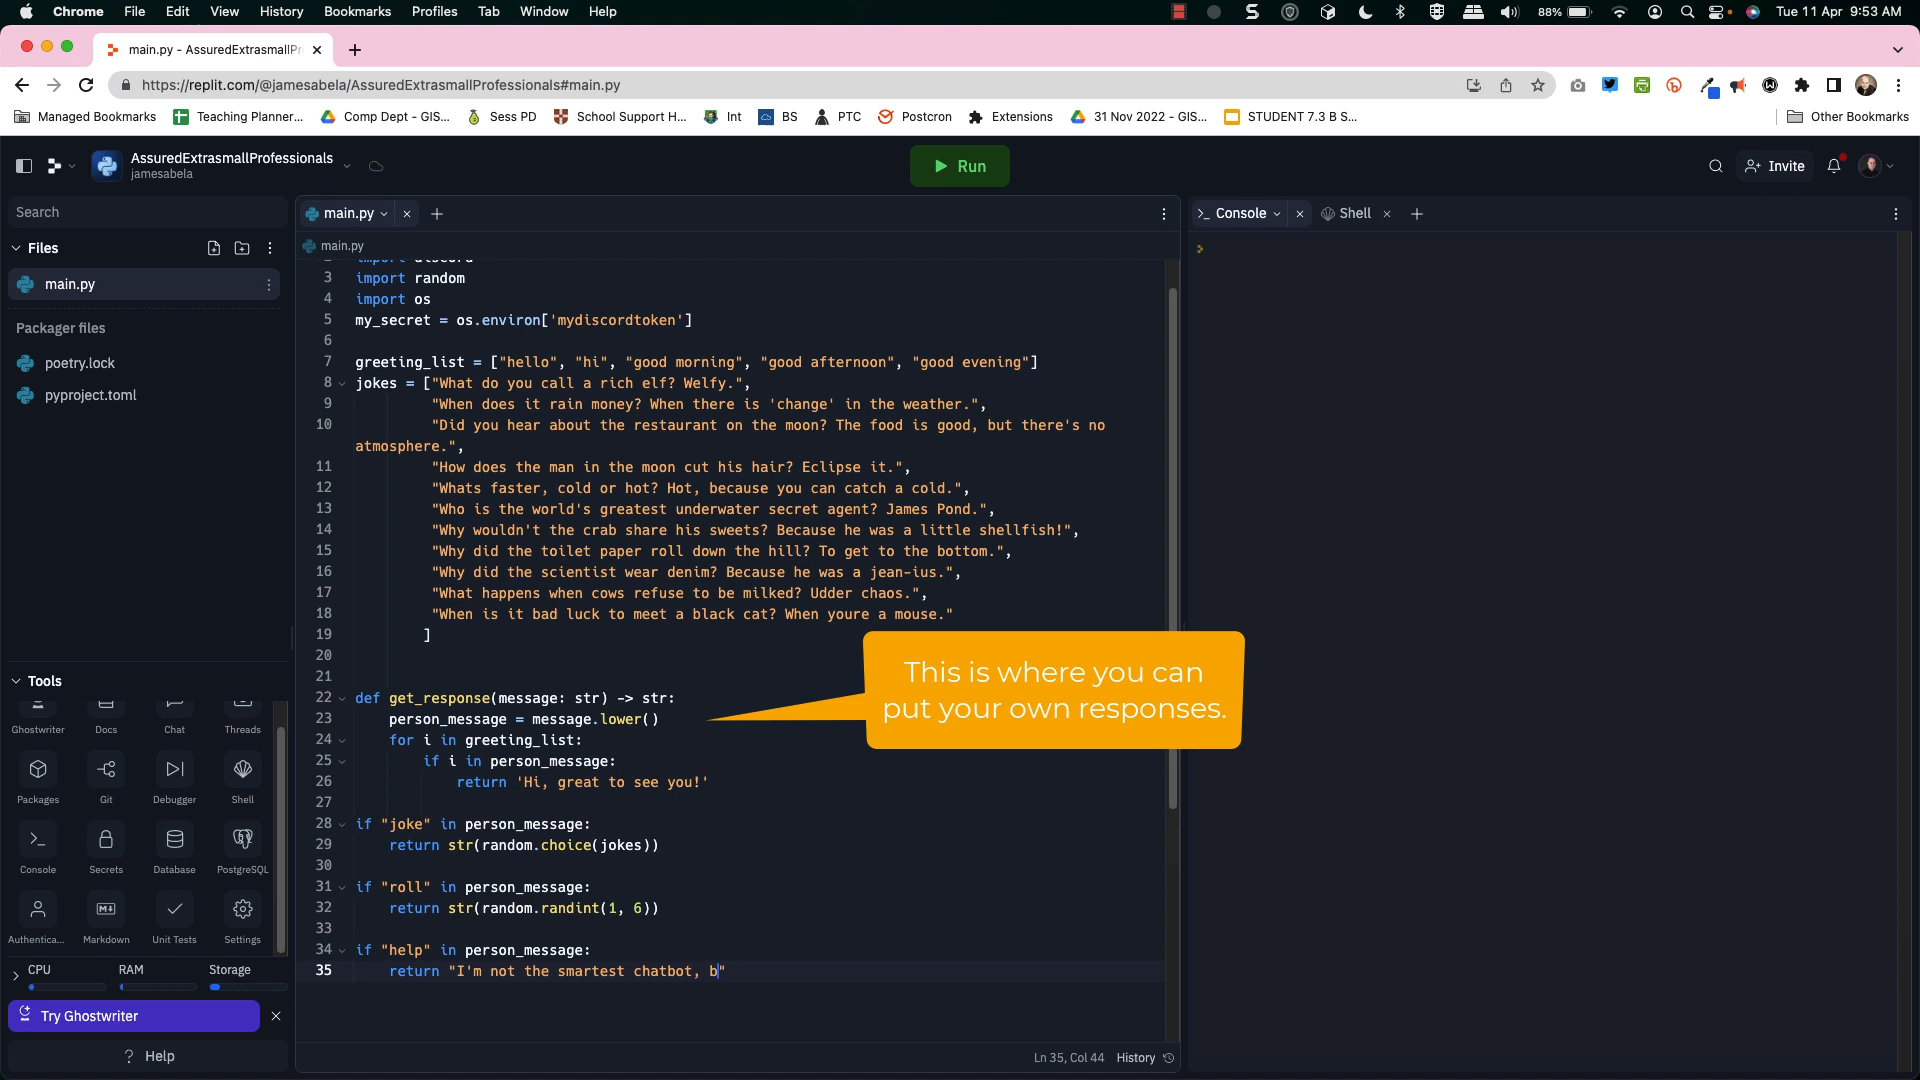 Chrome File Edit View History Bookmarks Profiles Tab Window Help 88% Tue 11 Apr 9:53 AM
main.py - AssuredExtrasmallPr
https://replit.com/@jamesabela/AssuredExtrasmallProfessionals#main.py
Managed Bookmarks Teaching Planner... Comp Dept - GIS... Sess PD School Support H... Int BS PTC Postcron Extensions 31 Nov 2022 - GIS... STUDENT 7.3 B S... Other Bookmarks
AssuredExtrasmallProfessionals
jamesabela
Run
Invite
Search
Files
main.py
Packager files
poetry.lock
pyproject.toml
Tools
Ghostwriter Docs Chat Threads
Packages Git Debugger Shell
Console Secrets Database PostgreSQL
Authentica... Markdown Unit Tests Settings
CPU RAM Storage
Try Ghostwriter
? Help
main.py
main.py
3 import random
4 import os
5 my_secret = os.environ['mydiscordtoken']
6
7 greeting_list = ["hello", "hi", "good morning", "good afternoon", "good evening"]
8 jokes = ["What do you call a rich elf? Welfy.",
9 "When does it rain money? When there is 'change' in the weather.",
10 "Did you hear about the restaurant on the moon? The food is good, but there's no
atmosphere.",
11 "How does the man in the moon cut his hair? Eclipse it.",
12 "Whats faster, cold or hot? Hot, because you can catch a cold.",
13 "Who is the world's greatest underwater secret agent? James Pond.",
14 "Why wouldn't the crab share his sweets? Because he was a little shellfish!",
15 "Why did the toilet paper roll down the hill? To get to the bottom.",
16 "Why did the scientist wear denim? Because he was a jean-ius.",
17 "What happens when cows refuse to be milked? Udder chaos.",
18 "When is it bad luck to meet a black cat? When youre a mouse."
19 ]
20
21
22 def get_response(message: str) -> str:
23 person_message = message.lower()
24 for i in greeting_list:
25 if i in person_message:
26 return 'Hi, great to see you!'
27
28 if "joke" in person_message:
29 return str(random.choice(jokes))
30
31 if "roll" in person_message:
32 return str(random.randint(1, 6))
33
34 if "help" in person_message:
35 return "I'm not the smartest chatbot, b"
Ln 35, Col 44 History
This is where you can
put your own responses.
Console Shell